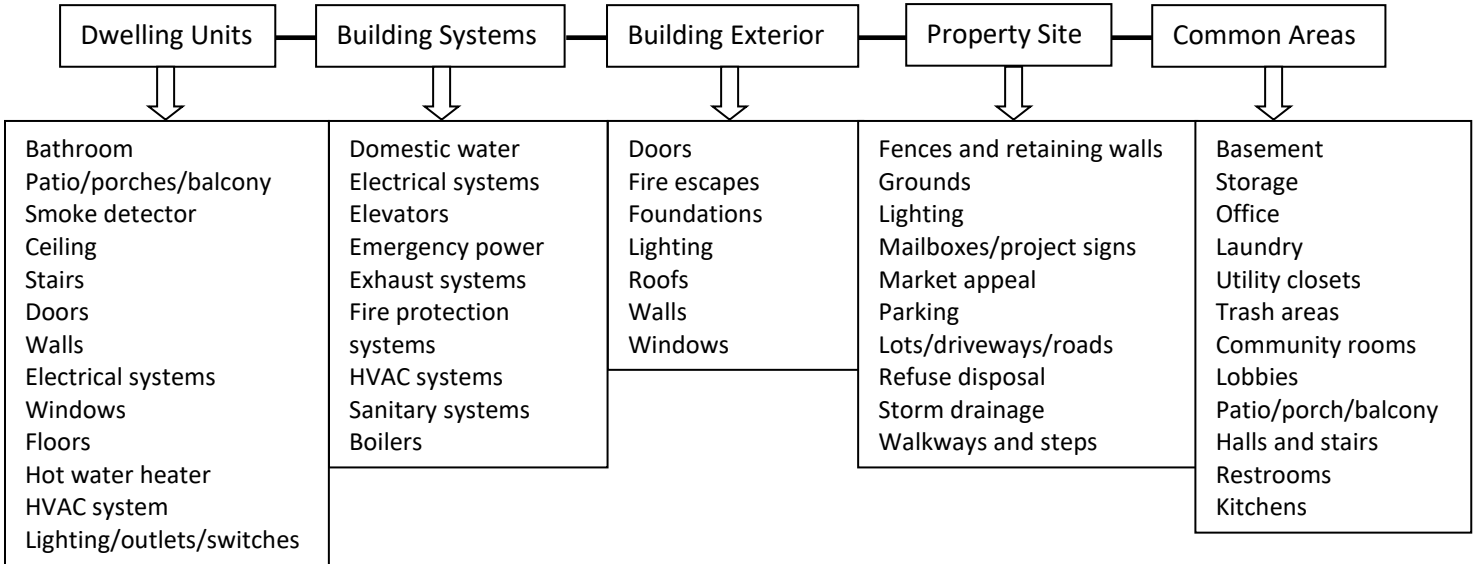 Dwelling Units
Building Systems
Building Exterior
Property Site
Common Areas
Bathroom
Patio/porches/balcony
Smoke detector
Ceiling
Stairs
Doors
Walls
Electrical systems
Windows
Floors
Hot water heater
HVAC system
Lighting/outlets/switches
Domestic water
Electrical systems
Elevators
Emergency power
Exhaust systems
Fire protection
systems
HVAC systems
Sanitary systems
Boilers
Doors
Fire escapes
Foundations
Lighting
Roofs
Walls
Windows
Fences and retaining walls
Grounds
Lighting
Mailboxes/project signs
Market appeal
Parking
Lots/driveways/roads
Refuse disposal
Storm drainage
Walkways and steps
Basement
Storage
Office
Laundry
Utility closets
Trash areas
Community rooms
Lobbies
Patio/porch/balcony
Halls and stairs
Restrooms
Kitchens